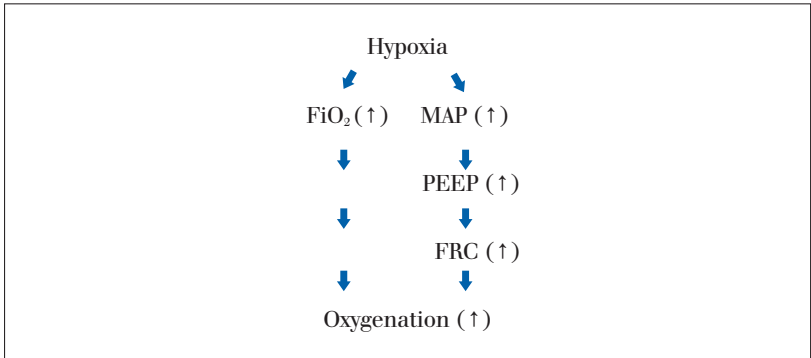 Hypoxia
FiO₂ (↑) MAP (↑)
PEEP (↑)
FRC (↑)
Oxygenation (↑)